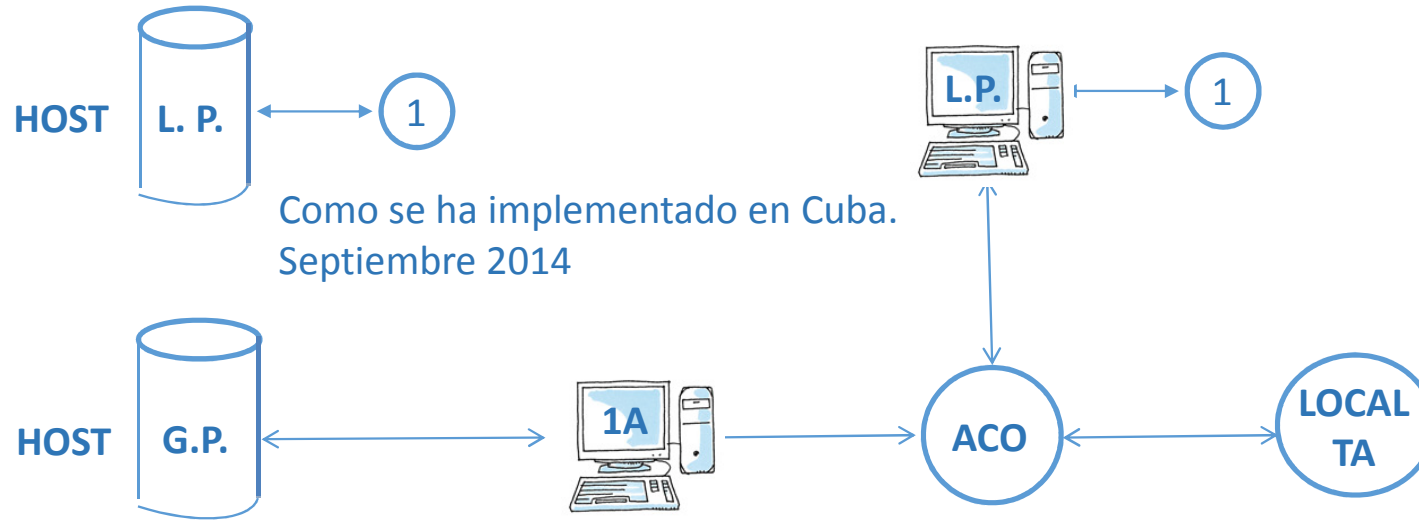 HOST
L. P.
1
L.P.
1
Como se ha implementado en Cuba.
Septiembre 2014
HOST
G.P.
1A
ACO
LOCAL
TA